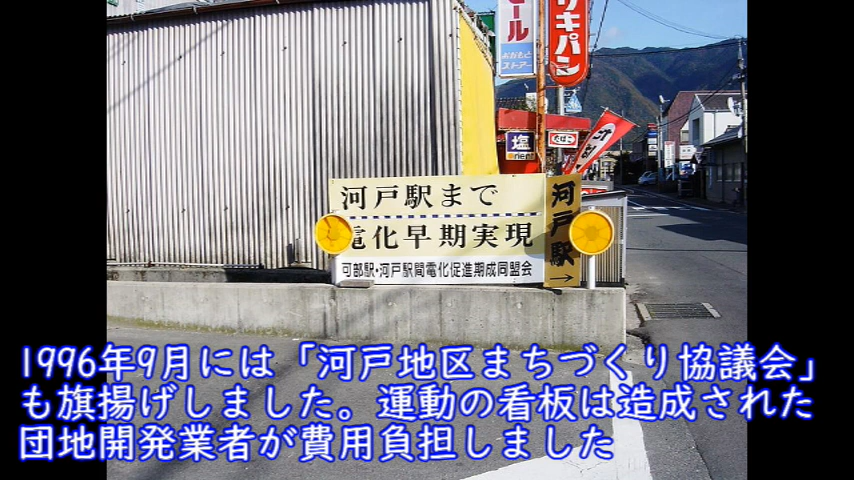 ール
よかもと
ストアー
サキパン
塩
たばこ
河戸駅まで
電化早期実現
可部駅・河戸駅間電化促進期成同盟会
河戸駅→
1996年9月には「河戸地区まちづくり協議会」
も旗揚げしました。運動の看板は造成された
団地開発業者が費用負担しました